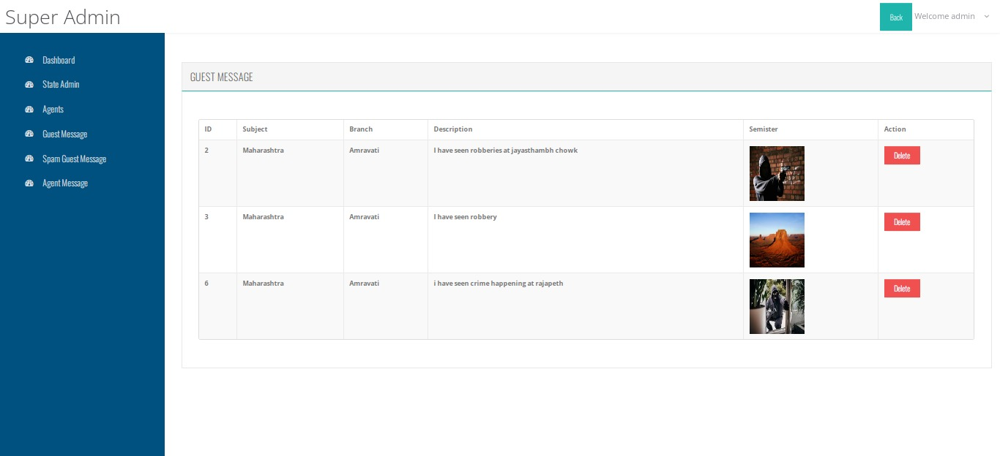 Super Admin
Back
Welcome admin
Dashboard
State Admin
Agents
Guest Message
Spam Guest Message
Agent Message
GUEST MESSAGE
ID Subject Branch Description Semister Action
2 Maharashtra Amravati I have seen robberies at jayasthambh chowk Delete
3 Maharashtra Amravati I have seen robbery Delete
6 Maharashtra Amravati i have seen crime happening at rajapeth Delete